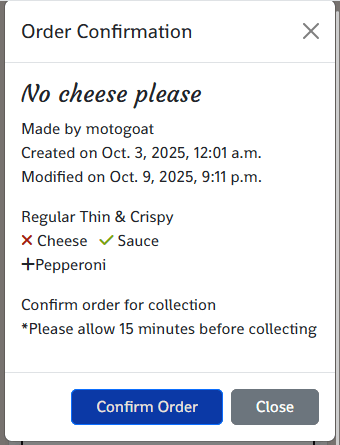 Order Confirmation
No cheese please
Made by motogoat
Created on Oct. 3, 2025, 12:01 a.m.
Modified on Oct. 9, 2025, 9:11 p.m.
Regular Thin & Crispy
Cheese Sauce
+Pepperoni
Confirm order for collection
*Please allow 15 minutes before collecting
Confirm Order Close